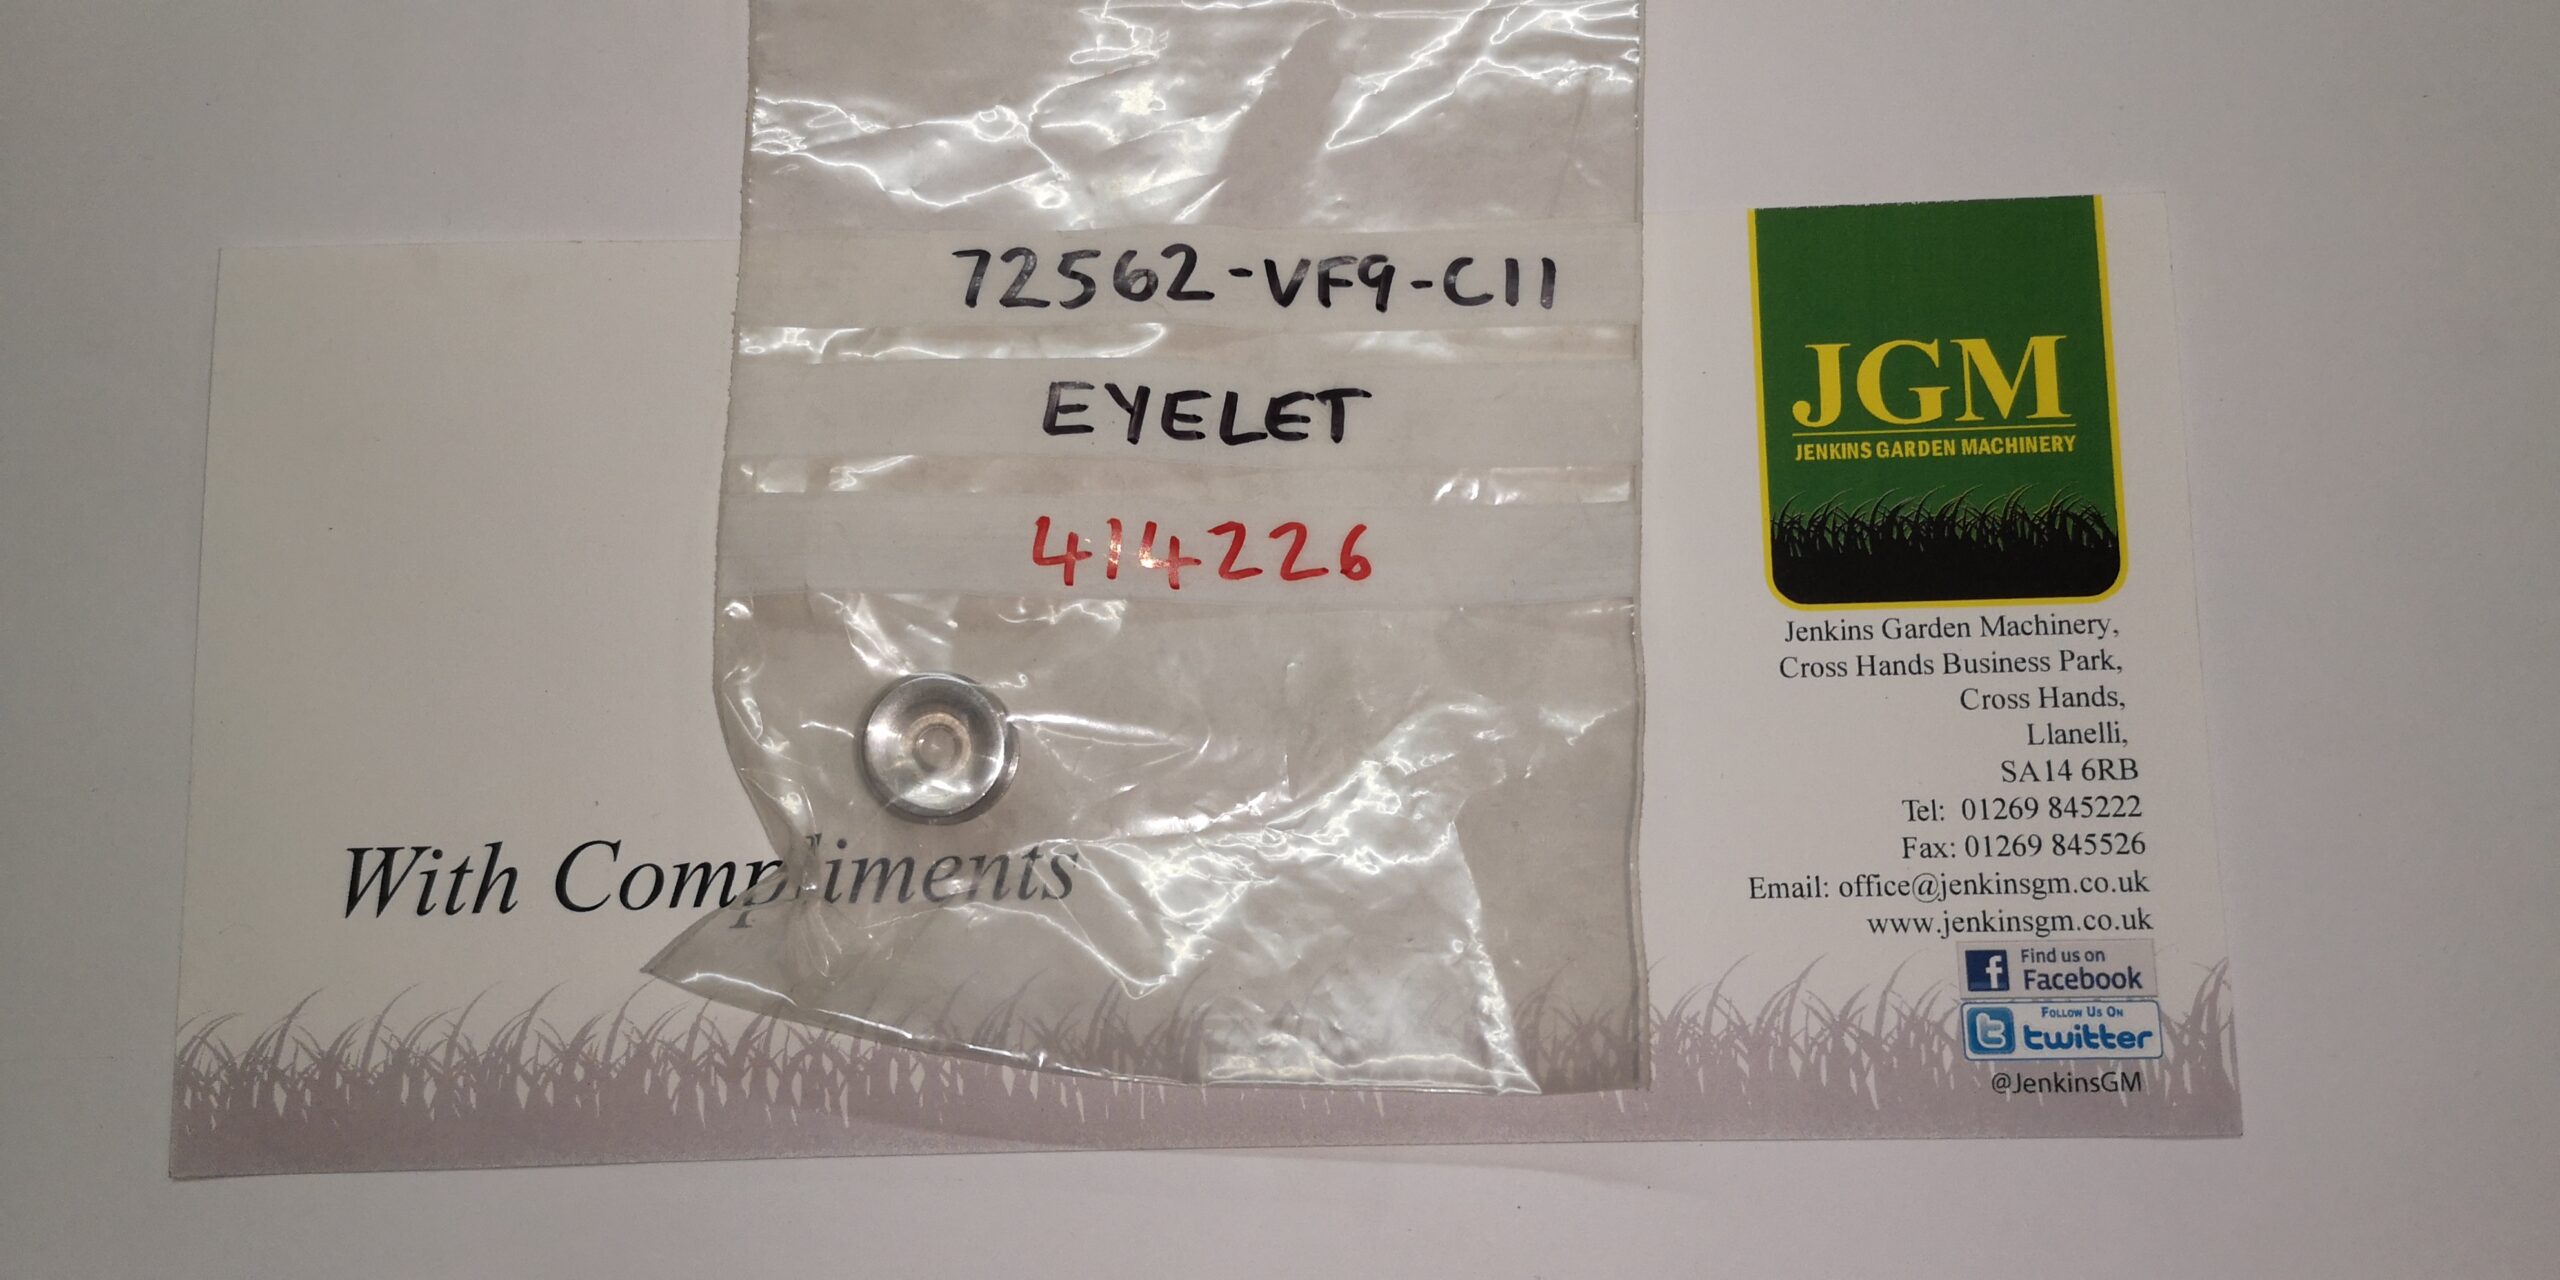 72562-VF9-C11
EYELET
414226
With Compliments
JGM
JENKINS GARDEN MACHINERY
Jenkins Garden Machinery,
Cross Hands Business Park,
Cross Hands,
Llanelli,
SA14 6RB
Tel: 01269 845222
Fax: 01269 845526
Email: office@jenkinsgm.co.uk
www.jenkinsgm.co.uk
f
Find us on
Facebook
t
Follow Us On
twitter
@JenkinsGM